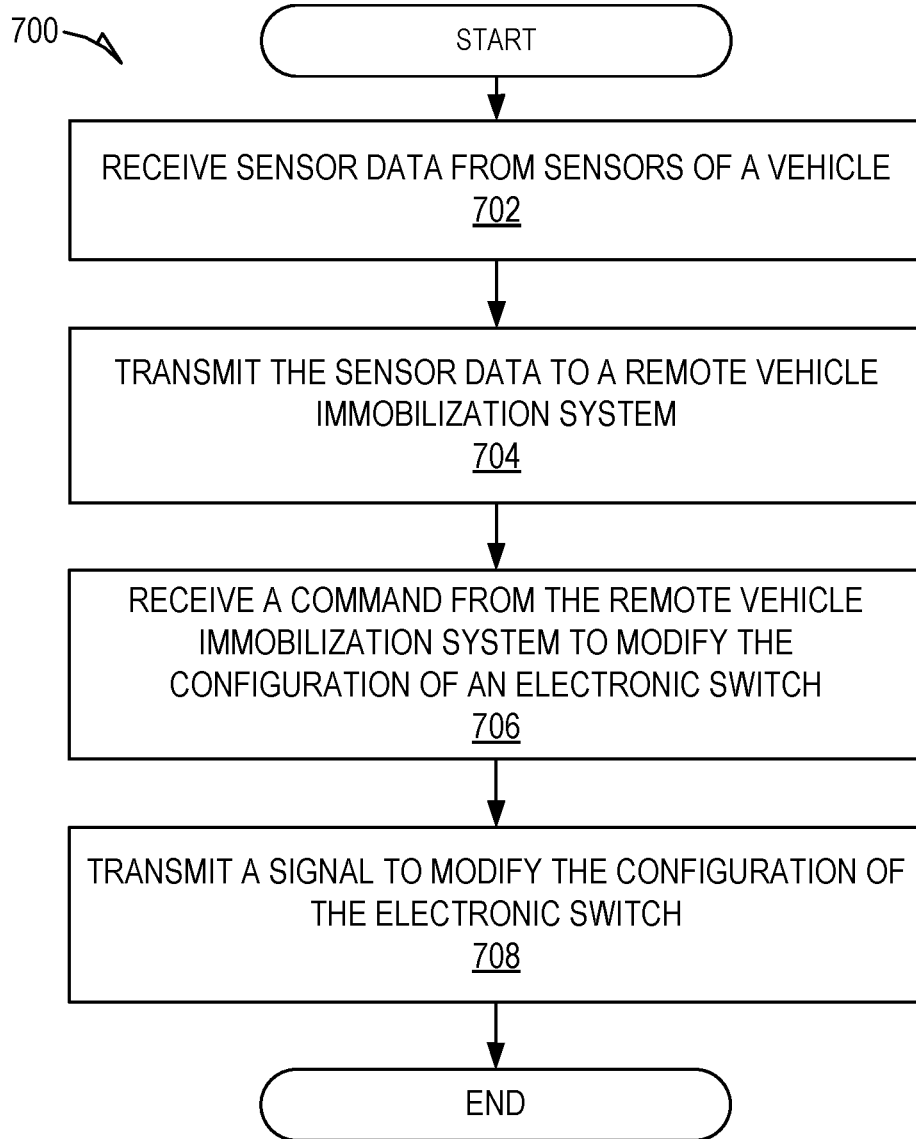 700
START
RECEIVE SENSOR DATA FROM SENSORS OF A VEHICLE
702
TRANSMIT THE SENSOR DATA TO A REMOTE VEHICLE
IMMOBILIZATION SYSTEM
704
RECEIVE A COMMAND FROM THE REMOTE VEHICLE
IMMOBILIZATION SYSTEM TO MODIFY THE
CONFIGURATION OF AN ELECTRONIC SWITCH
706
TRANSMIT A SIGNAL TO MODIFY THE CONFIGURATION OF
THE ELECTRONIC SWITCH
708
END